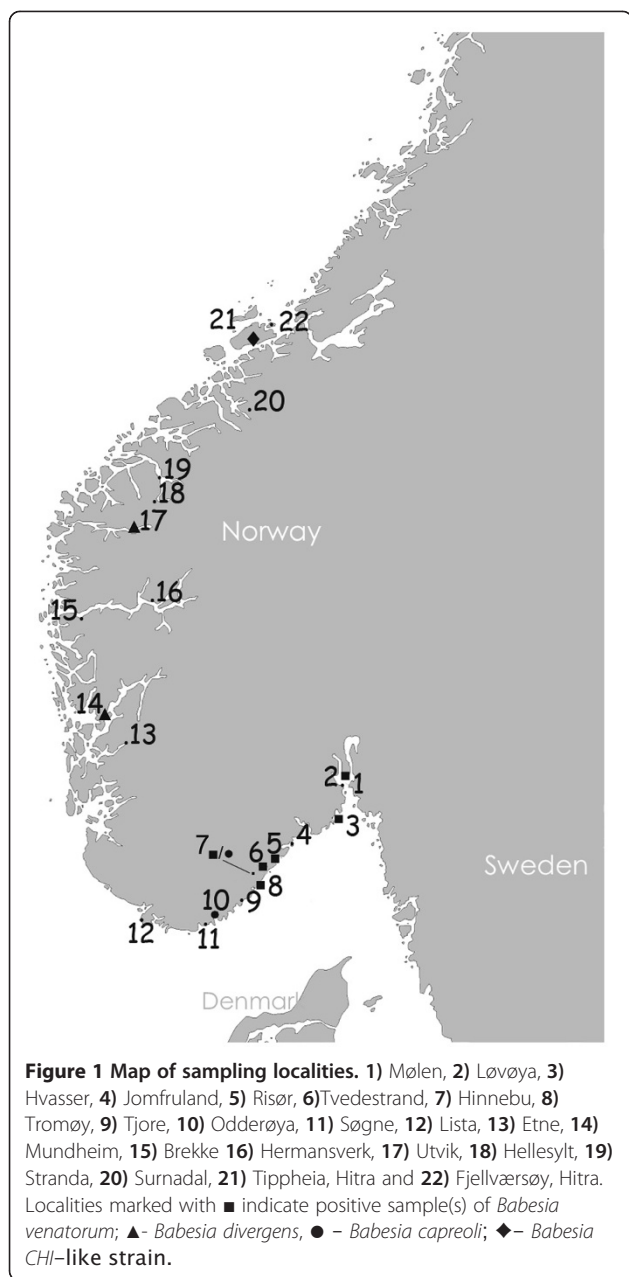 21
22
20
19
18
17
Norway
16
15
14
13
2
1
3
4
5
6
7
8
9
10
11
12
Sweden
Denmar
Figure 1 Map of sampling localities. 1) Mølen, 2) Løvøya, 3)
Hvasser, 4) Jomfruland, 5) Risør, 6)Tvedestrand, 7) Hinnebu, 8)
Tromøy, 9) Tjore, 10) Odderøya, 11) Søgne, 12) Lista, 13) Etne, 14)
Mundheim, 15) Brekke 16) Hermansverk, 17) Utvik, 18) Hellesylt, 19)
Stranda, 20) Surnadal, 21) Tippheia, Hitra and 22) Fjellværsøy, Hitra.
Localities marked with ■ indicate positive sample(s) of Babesia
venatorum; ▲- Babesia divergens, ● – Babesia capreoli; ◆– Babesia
CHI–like strain.